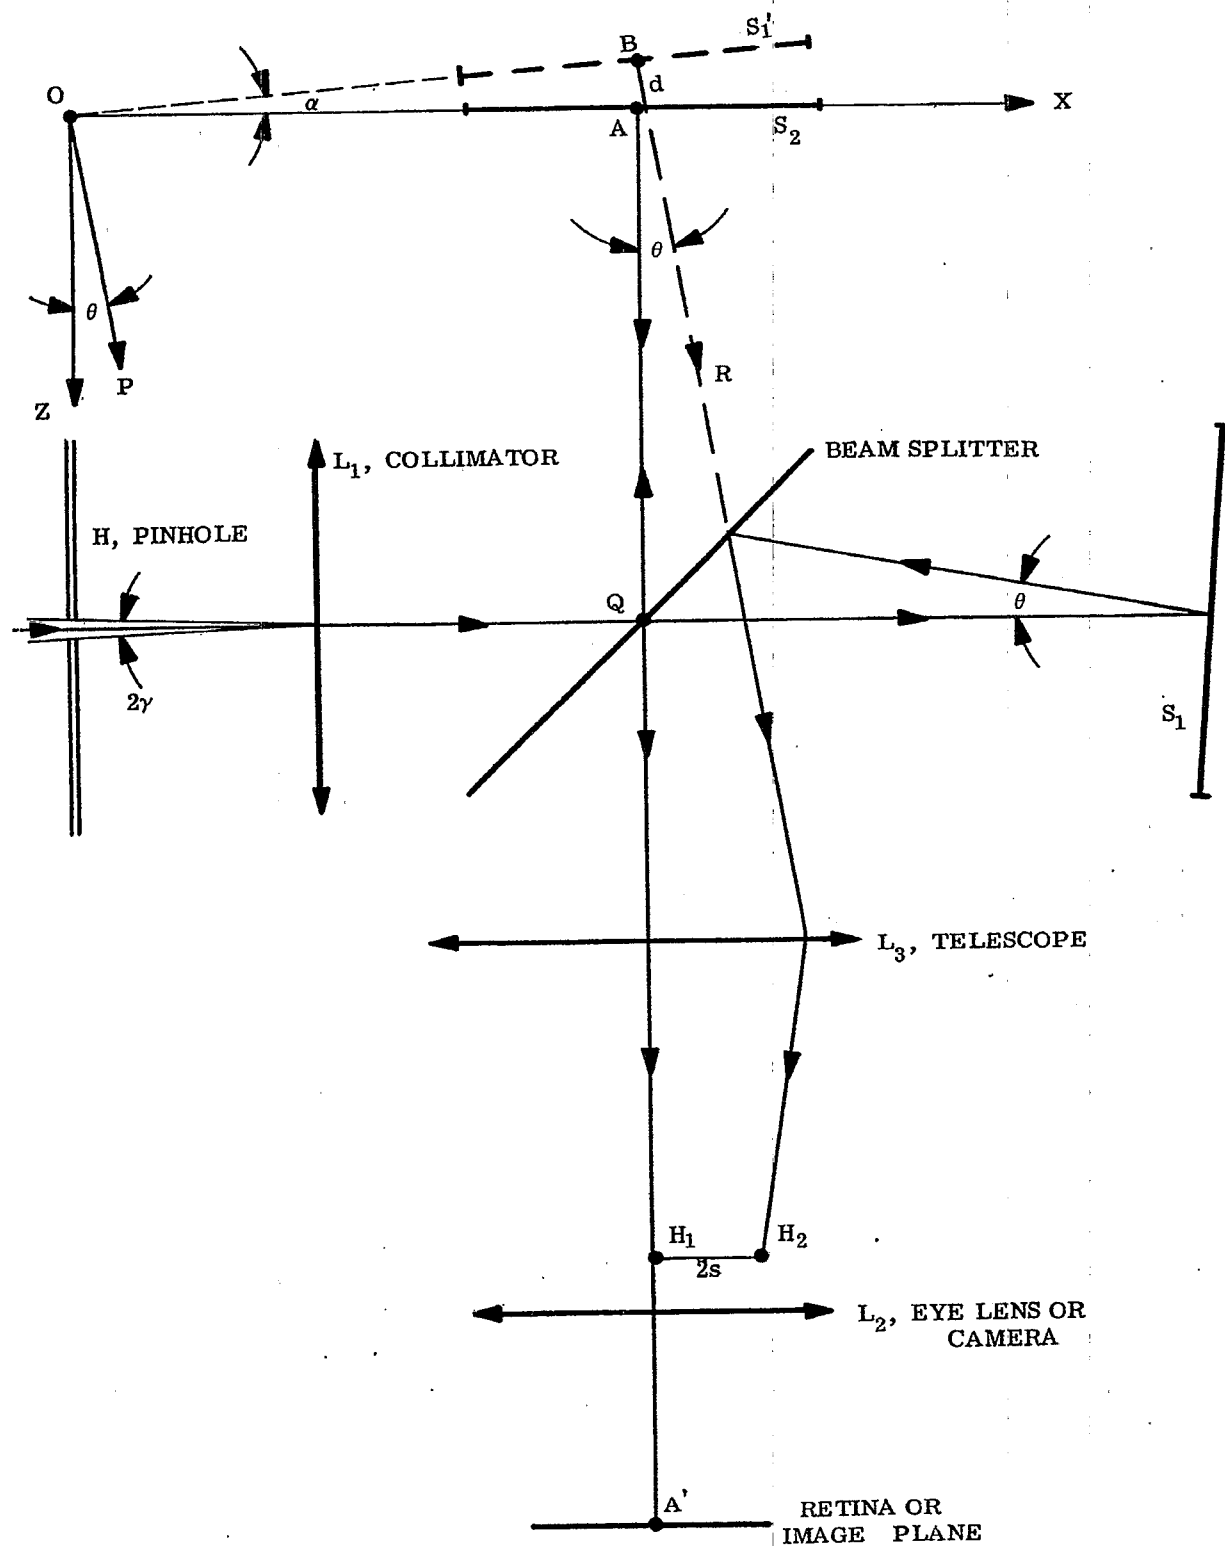 S₁'
B
d
O
α
X
A
S₂
θ
θ
P
Z
R
L₁, COLLIMATOR
BEAM SPLITTER
H, PINHOLE
Q
θ
2γ
S₁
L₃, TELESCOPE
H₁
H₂
2s
L₂, EYE LENS OR
CAMERA
A'
RETINA OR
IMAGE PLANE